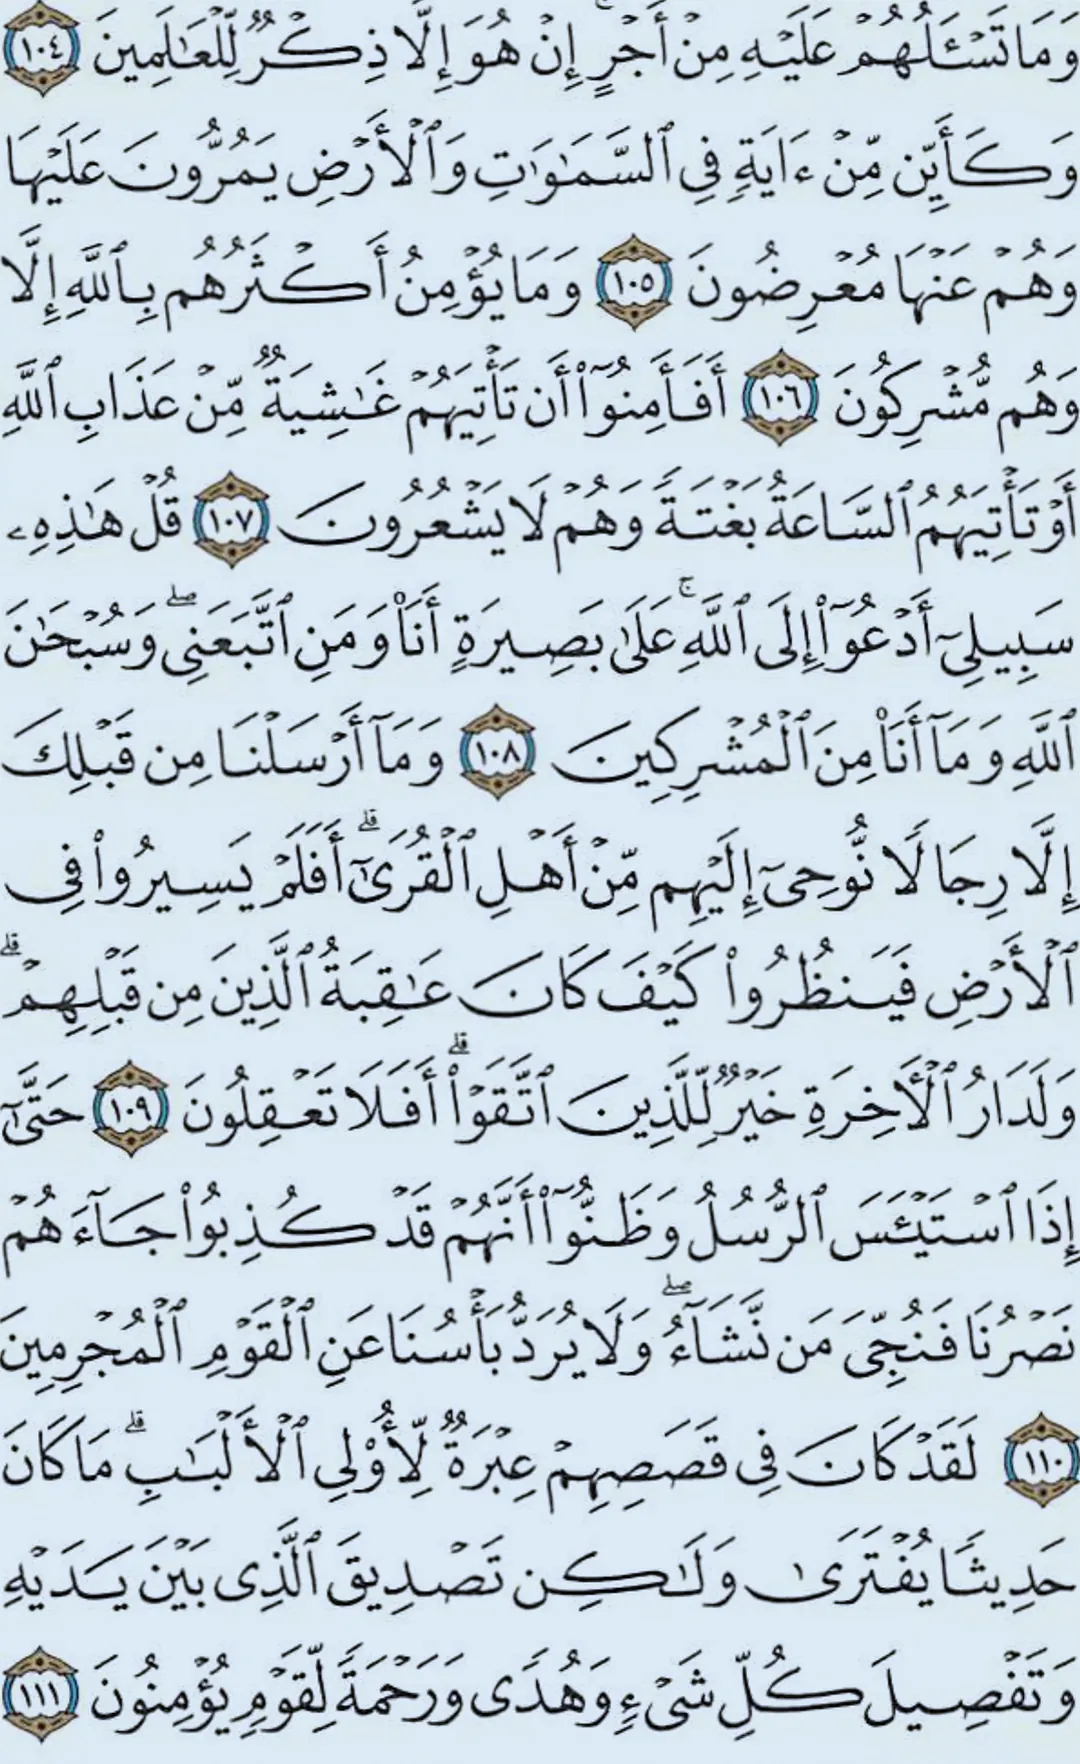 وَمَا تَسۡـَٔلُهُمۡ عَلَيۡهِ مِنۡ أَجۡرٍۚ إِنۡ هُوَ إِلَّا ذِكۡرٞ لِّلۡعَٰلَمِينَ ١٠٤
وَكَأَيِّن مِّنۡ ءَايَةٖ فِي ٱلسَّمَٰوَٰتِ وَٱلۡأَرۡضِ يَمُرُّونَ عَلَيۡهَا
وَهُمۡ عَنۡهَا مُعۡرِضُونَ ١٠٥ وَمَا يُؤۡمِنُ أَكۡثَرُهُم بِٱللَّهِ إِلَّا
وَهُم مُّشۡرِكُونَ ١٠٦ أَفَأَمِنُوٓاْ أَن تَأۡتِيَهُمۡ غَٰشِيَةٞ مِّنۡ عَذَابِ ٱللَّهِ
أَوۡ تَأۡتِيَهُمُ ٱلسَّاعَةُ بَغۡتَةٗ وَهُمۡ لَا يَشۡعُرُونَ ١٠٧ قُلۡ هَٰذِهِۦ
سَبِيلِيٓ أَدۡعُوٓاْ إِلَى ٱللَّهِۚ عَلَىٰ بَصِيرَةٍ أَنَا۠ وَمَنِ ٱتَّبَعَنِيۖ وَسُبۡحَٰنَ
ٱللَّهِ وَمَآ أَنَا۠ مِنَ ٱلۡمُشۡرِكِينَ ١٠٨ وَمَآ أَرۡسَلۡنَا مِن قَبۡلِكَ
إِلَّا رِجَالٗا نُّوحِيٓ إِلَيۡهِم مِّنۡ أَهۡلِ ٱلۡقُرَىٰٓۗ أَفَلَمۡ يَسِيرُواْ فِي
ٱلۡأَرۡضِ فَيَنظُرُواْ كَيۡفَ كَانَ عَٰقِبَةُ ٱلَّذِينَ مِن قَبۡلِهِمۡۗ
وَلَدَارُ ٱلۡأٓخِرَةِ خَيۡرٞ لِّلَّذِينَ ٱتَّقَوۡاْۗ أَفَلَا تَعۡقِلُونَ ١٠٩ حَتَّىٰٓ
إِذَا ٱسۡتَيۡـَٔسَ ٱلرُّسُلُ وَظَنُّوٓاْ أَنَّهُمۡ قَدۡ كُذِبُواْ جَآءَهُمۡ
نَصۡرُنَا فَنُجِّيَ مَن نَّشَآءُۖ وَلَا يُرَدُّ بَأۡسُنَا عَنِ ٱلۡقَوۡمِ ٱلۡمُجۡرِمِينَ
١١٠ لَقَدۡ كَانَ فِي قَصَصِهِمۡ عِبۡرَةٞ لِّأُوْلِي ٱلۡأَلۡبَٰبِۗ مَا كَانَ
حَدِيثٗا يُفۡتَرَىٰ وَلَٰكِن تَصۡدِيقَ ٱلَّذِي بَيۡنَ يَدَيۡهِ
وَتَفۡصِيلَ كُلِّ شَيۡءٖ وَهُدٗى وَرَحۡمَةٗ لِّقَوۡمٖ يُؤۡمِنُونَ ١١١